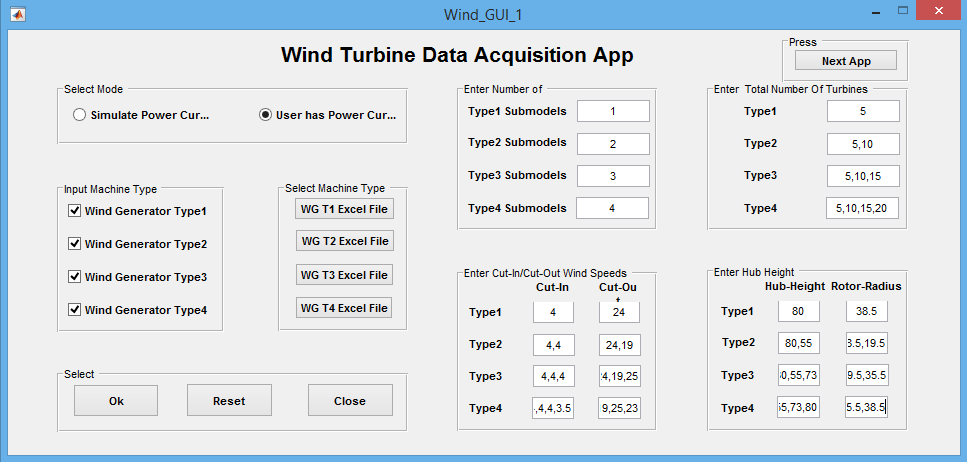 Wind_GUI_1
Wind Turbine Data Acquisition App
Press
Next App
Select Mode
Simulate Power Cur...
User has Power Cur...
Input Machine Type
Wind Generator Type1
Wind Generator Type2
Wind Generator Type3
Wind Generator Type4
Select Machine Type
WG T1 Excel File
WG T2 Excel File
WG T3 Excel File
WG T4 Excel File
Select
Ok
Reset
Close
Enter Number of
Type1 Submodels 1
Type2 Submodels 2
Type3 Submodels 3
Type4 Submodels 4
Enter Total Number Of Turbines
Type1 5
Type2 5,10
Type3 5,10,15
Type4 5,10,15,20
Enter Cut-In/Cut-Out Wind Speeds
Cut-In Cut-Ou
t
Type1 4 24
Type2 4,4 24,19
Type3 4,4,4 4,19,25
Type4 ,4,4,3.5 9,25,23
Enter Hub Height
Hub-Height Rotor-Radius
Type1 80 38.5
Type2 80,55 3.5,19.5
Type3 0,55,73 9.5,35.5
Type4 5,73,80 5.5,38.5